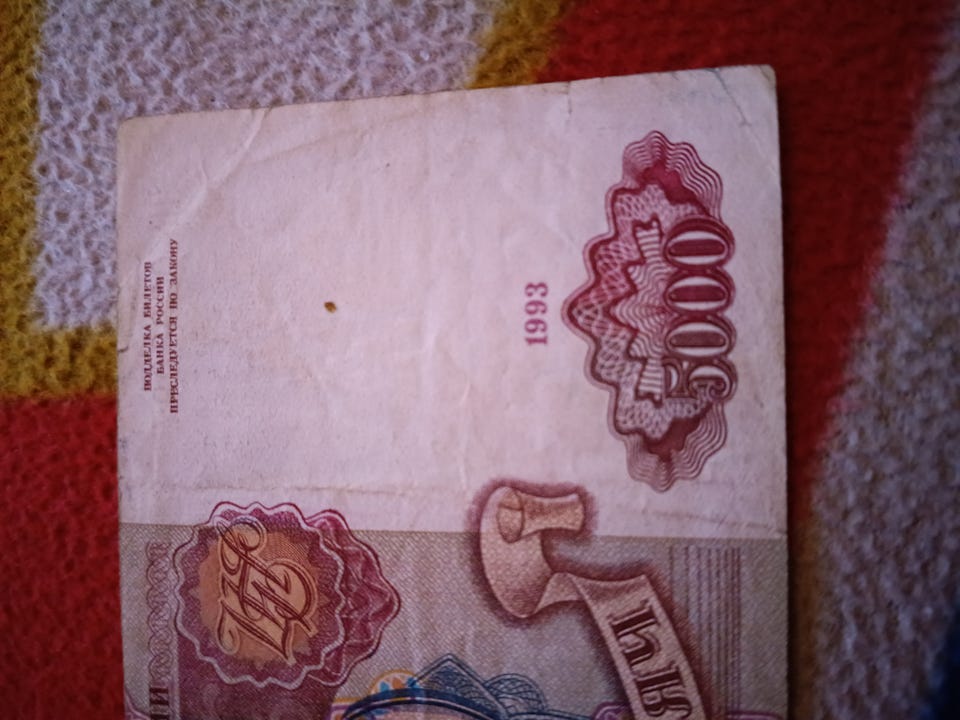 5000
1993
ПОДДЕЛКА БИЛЕТОВ
БАНКА РОССИИ
ПРЕСЛЕДУЕТСЯ ПО ЗАКОНУ